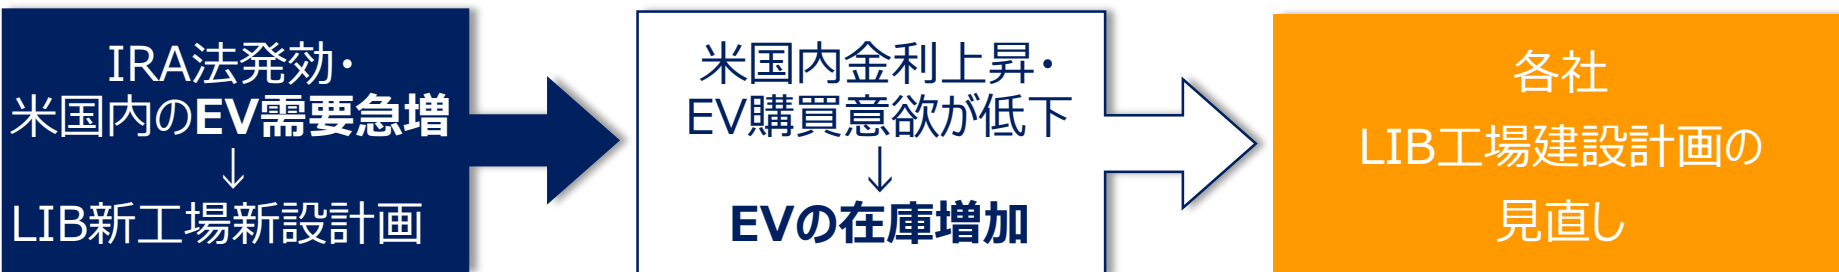 IRA法発効・
米国内のEV需要急増
↓
LIB新工場新設計画
米国内金利上昇・
EV購買意欲が低下
↓
EVの在庫増加
各社
LIB工場建設計画の
見直し